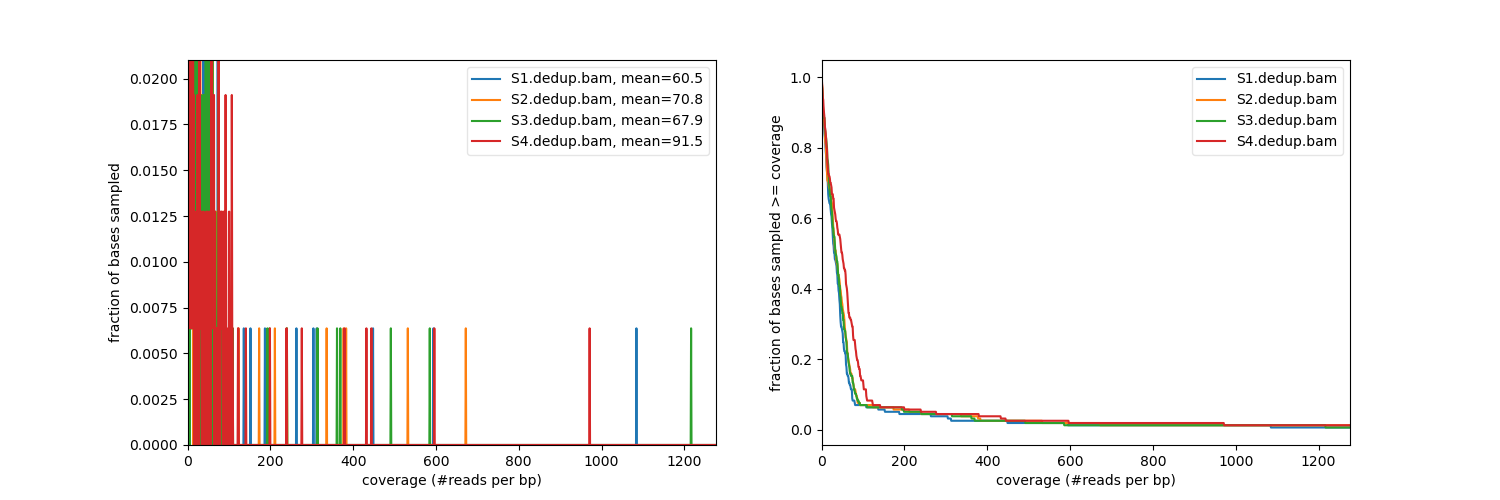 S1.dedup.bam, mean=60.5
S2.dedup.bam, mean=70.8
S3.dedup.bam, mean=67.9
S4.dedup.bam, mean=91.5
fraction of bases sampled
0.0200
0.0175
0.0150
0.0125
0.0100
0.0075
0.0050
0.0025
0.0000
0 200 400 600 800 1000 1200
coverage (#reads per bp)
S1.dedup.bam
S2.dedup.bam
S3.dedup.bam
S4.dedup.bam
fraction of bases sampled >= coverage
1.0
0.8
0.6
0.4
0.2
0.0
0 200 400 600 800 1000 1200
coverage (#reads per bp)